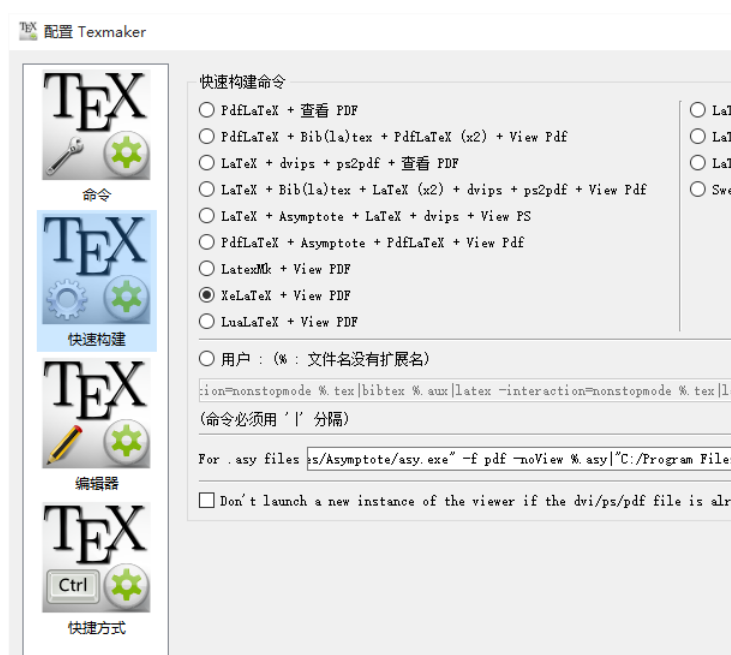 配置 Texmaker
快速构建命令
PdfLaTeX + 查看 PDF
PdfLaTeX + Bib(la)tex + PdfLaTeX (x2) + View Pdf
LaTeX + dvips + ps2pdf + 查看 PDF
LaTeX + Bib(la)tex + LaTeX (x2) + dvips + ps2pdf + View Pdf
LaTeX + Asymptote + LaTeX + dvips + View PS
PdfLaTeX + Asymptote + PdfLaTeX + View Pdf
LatexMk + View PDF
XeLaTeX + View PDF
LuaLaTeX + View PDF
用户 : (% : 文件名没有扩展名)
:ion=nonstopmode %.tex|bibtex %.aux|latex -interaction=nonstopmode %.tex|l
(命令必须用 '|' 分隔)
For .asy files
es/Asymptote/asy.exe" -f pdf -noView %.asy|"C:/Program File
Don't launch a new instance of the viewer if the dvi/ps/pdf file is alr
TEX
命令
TEX
快速构建
TEX
编辑器
TEX
Ctrl
快捷方式